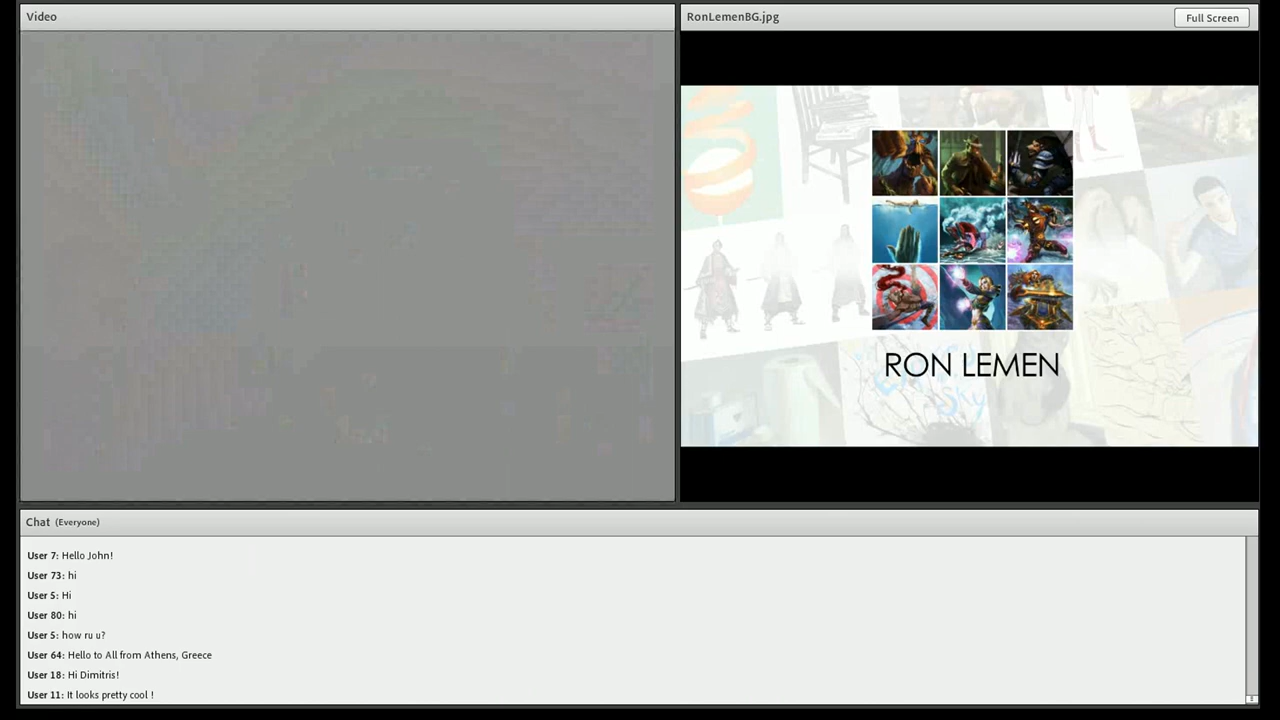 Video
RonLemenBG.jpg
Full Screen
RON LEMEN
Sky
Chat (Everyone)
User 7: Hello John!
User 73: hi
User 5: Hi
User 80: hi
User 5: how ru u?
User 64: Hello to All from Athens, Greece
User 18: Hi Dimitris!
User 11: It looks pretty cool !